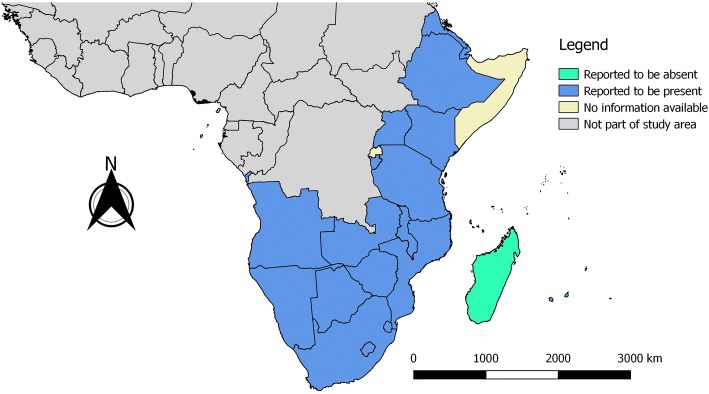 Legend
Reported to be absent
Reported to be present
No information available
Not part of study area
N
0 1000 2000 3000 km